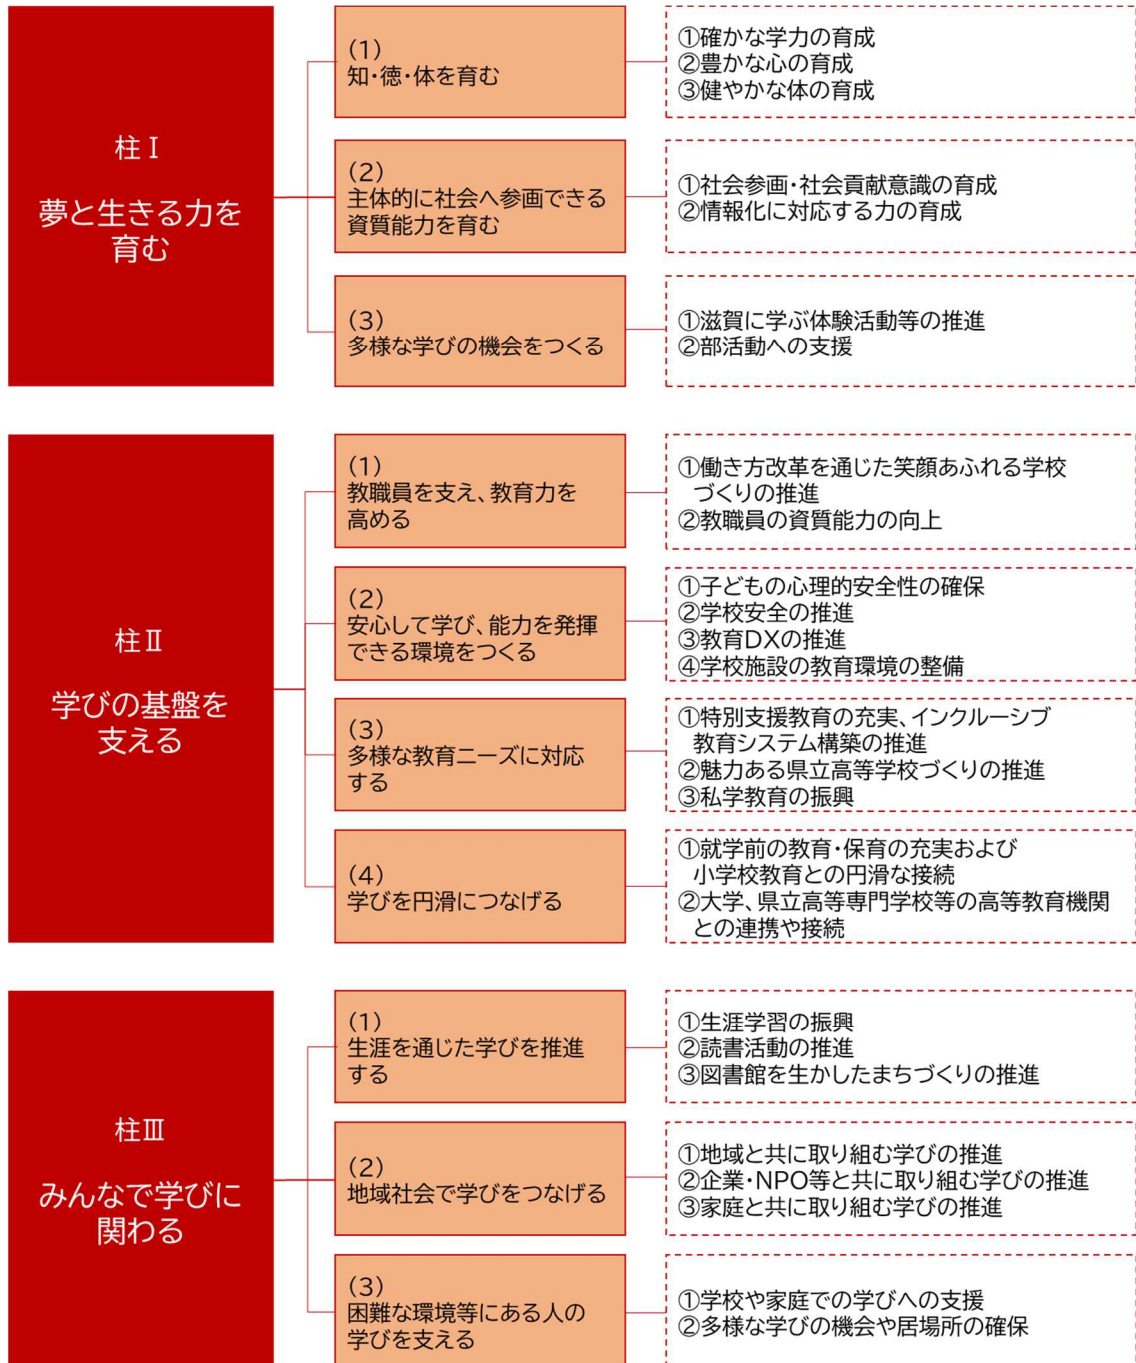 柱Ⅰ
夢と生きる力を
育む
(1)
知・徳・体を育む
①確かな学力の育成
②豊かな心の育成
③健やかな体の育成
(2)
主体的に社会へ参画できる
資質能力を育む
①社会参画・社会貢献意識の育成
②情報化に対応する力の育成
(3)
多様な学びの機会をつくる
①滋賀に学ぶ体験活動等の推進
②部活動への支援
柱Ⅱ
学びの基盤を
支える
(1)
教職員を支え、教育力を
高める
①働き方改革を通じた笑顔あふれる学校
づくりの推進
②教職員の資質能力の向上
(2)
安心して学び、能力を発揮
できる環境をつくる
①子どもの心理的安全性の確保
②学校安全の推進
③教育DXの推進
④学校施設の教育環境の整備
(3)
多様な教育ニーズに対応
する
①特別支援教育の充実、インクルーシブ
教育システム構築の推進
②魅力ある県立高等学校づくりの推進
③私学教育の振興
(4)
学びを円滑につなげる
①就学前の教育・保育の充実および
小学校教育との円滑な接続
②大学、県立高等専門学校等の高等教育機関
との連携や接続
柱Ⅲ
みんなで学びに
関わる
(1)
生涯を通じた学びを推進
する
①生涯学習の振興
②読書活動の推進
③図書館を生かしたまちづくりの推進
(2)
地域社会で学びをつなげる
①地域と共に取り組む学びの推進
②企業・NPO等と共に取り組む学びの推進
③家庭と共に取り組む学びの推進
(3)
困難な環境等にある人の
学びを支える
①学校や家庭での学びへの支援
②多様な学びの機会や居場所の確保